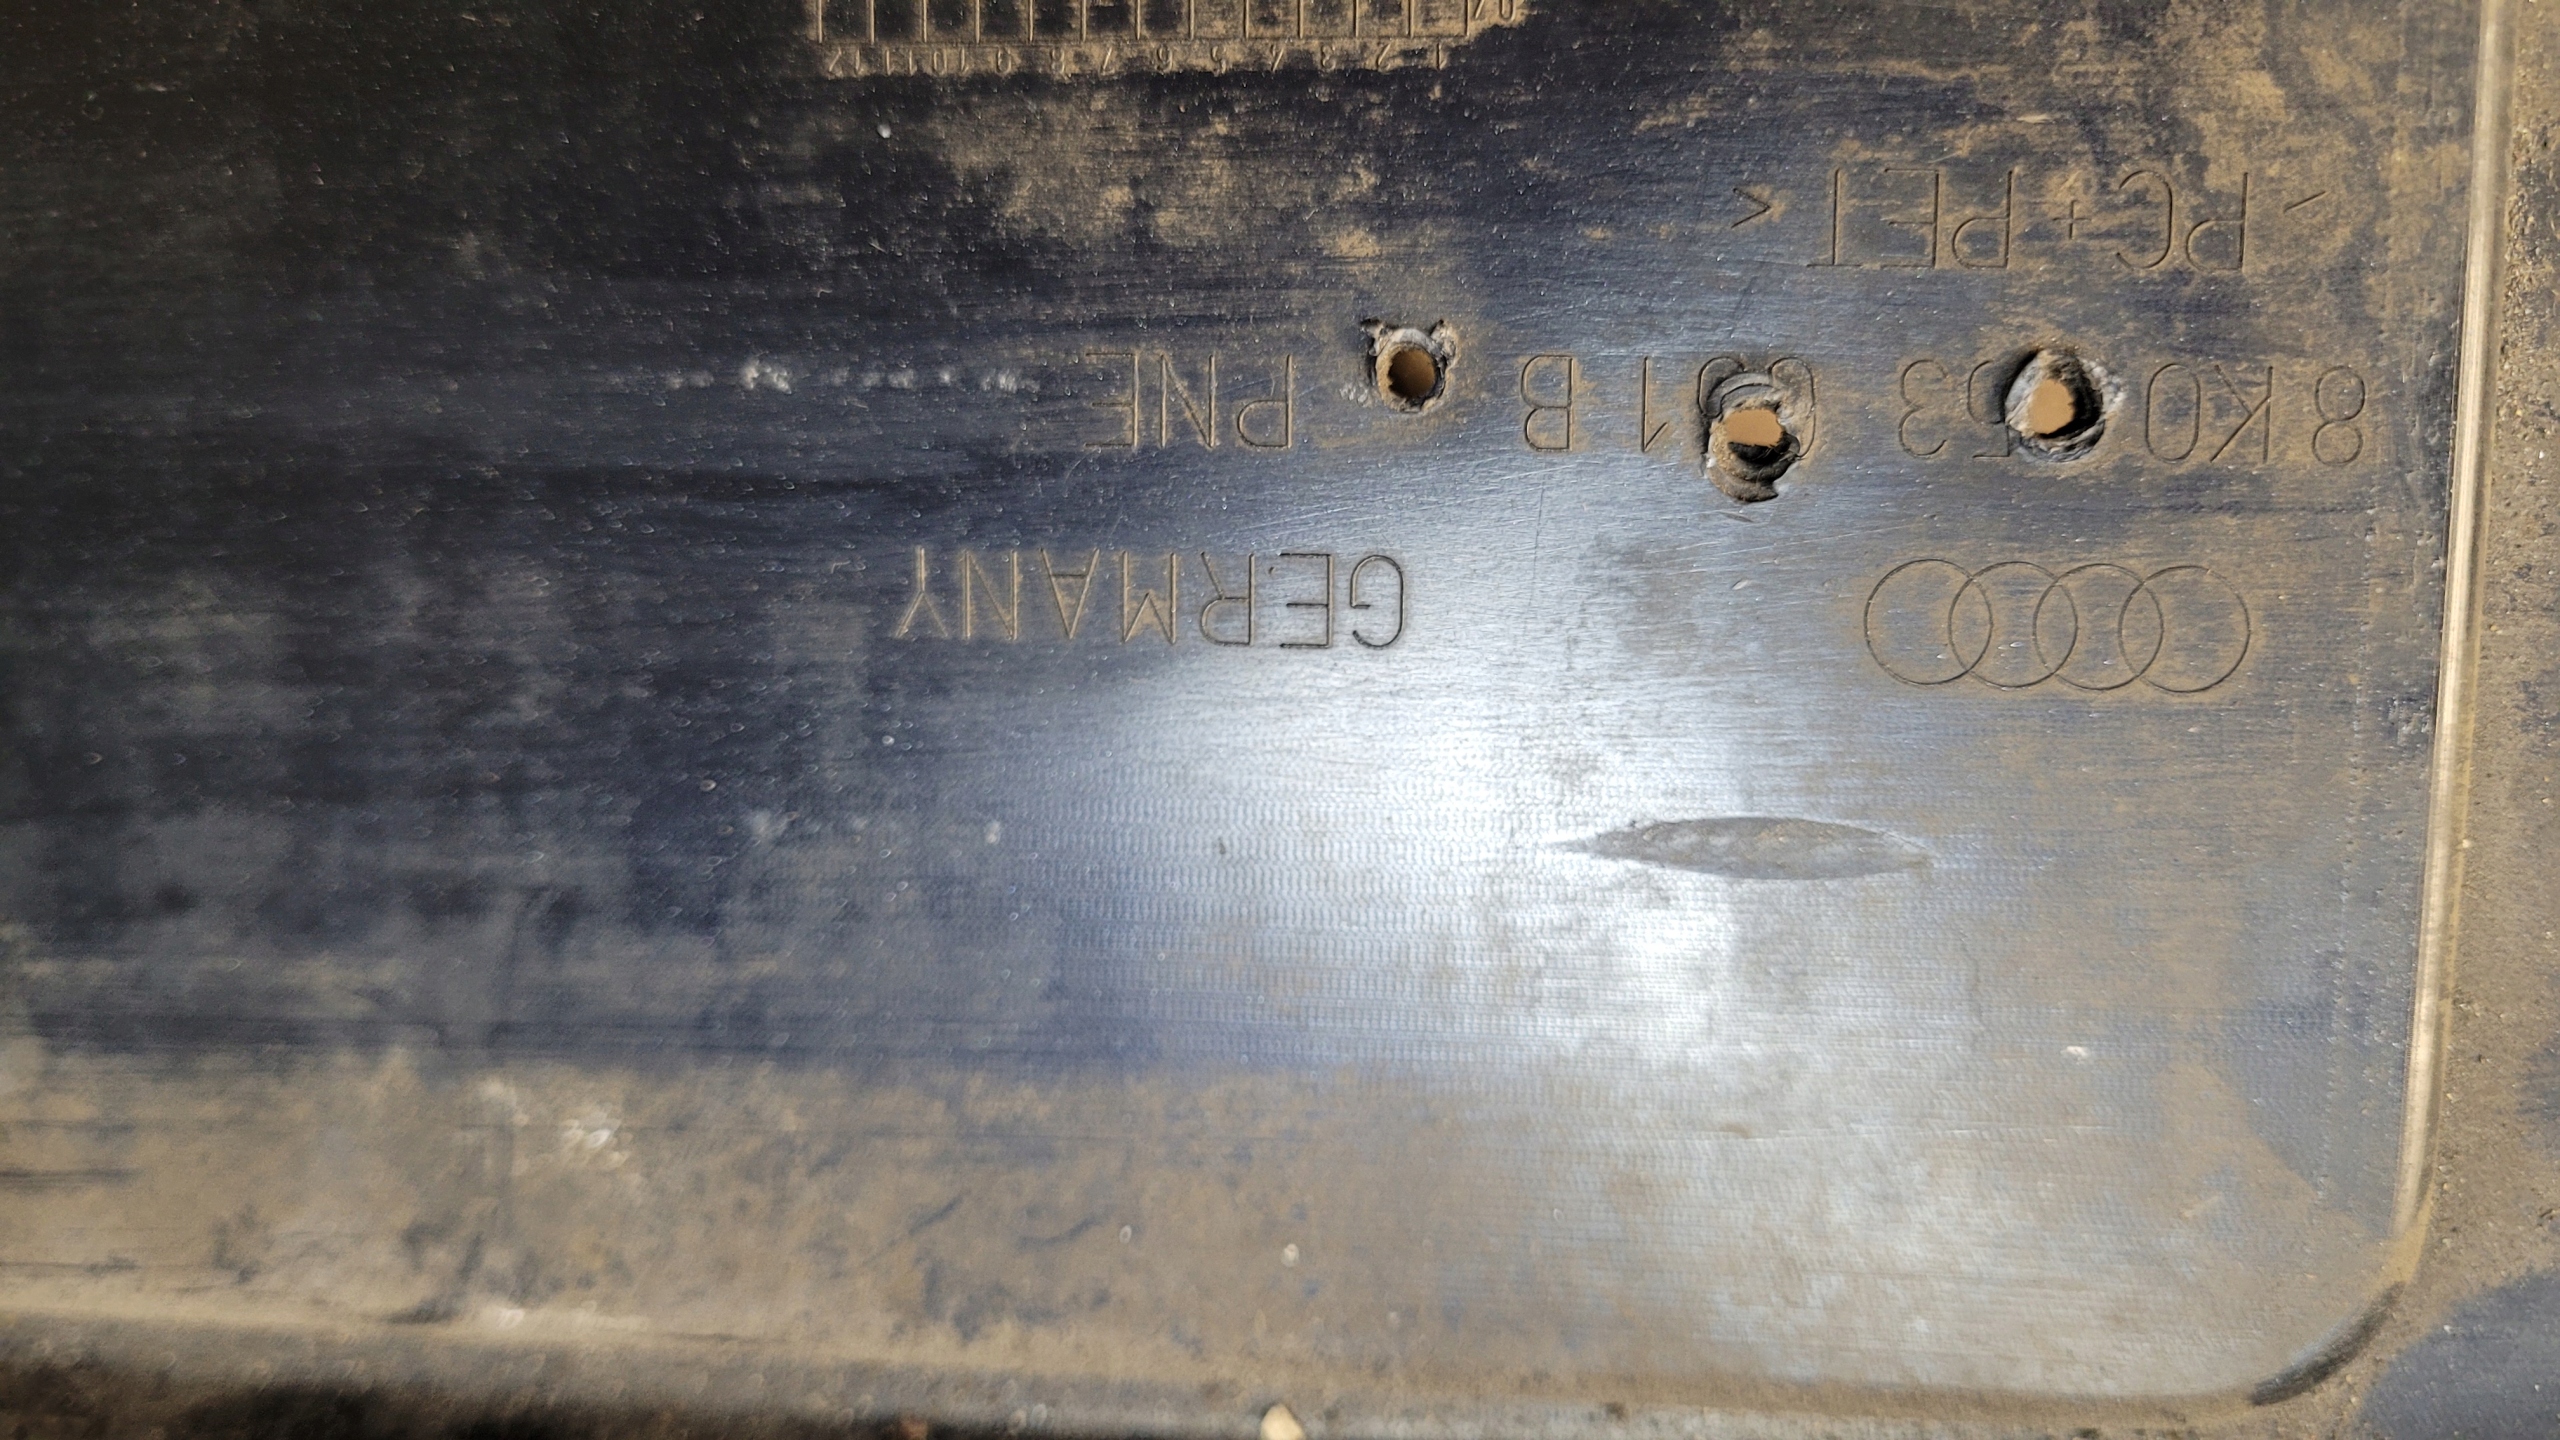 GERMANY
8K0 B PNE
>PC+PET<
1 2 3 4 5 6 7 8 9 10 11 12